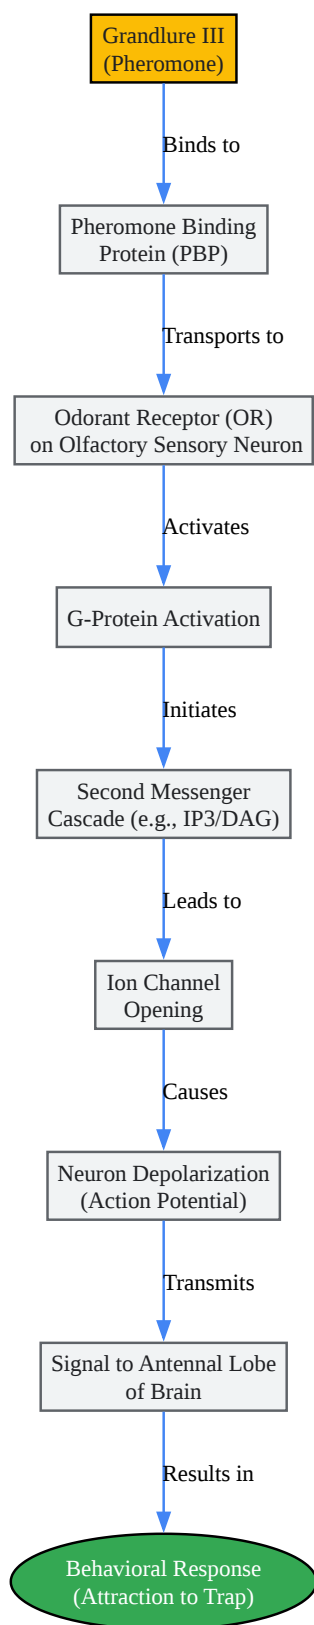 Grandlure III
(Pheromone)
Binds to
Pheromone Binding
Protein (PBP)
Transports to
Odorant Receptor (OR)
on Olfactory Sensory Neuron
Activates
G-Protein Activation
Initiates
Second Messenger
Cascade (e.g., IP3/DAG)
Leads to
Ion Channel
Opening
Causes
Neuron Depolarization
(Action Potential)
Transmits
Signal to Antennal Lobe
of Brain
Results in
Behavioral Response
(Attraction to Trap)